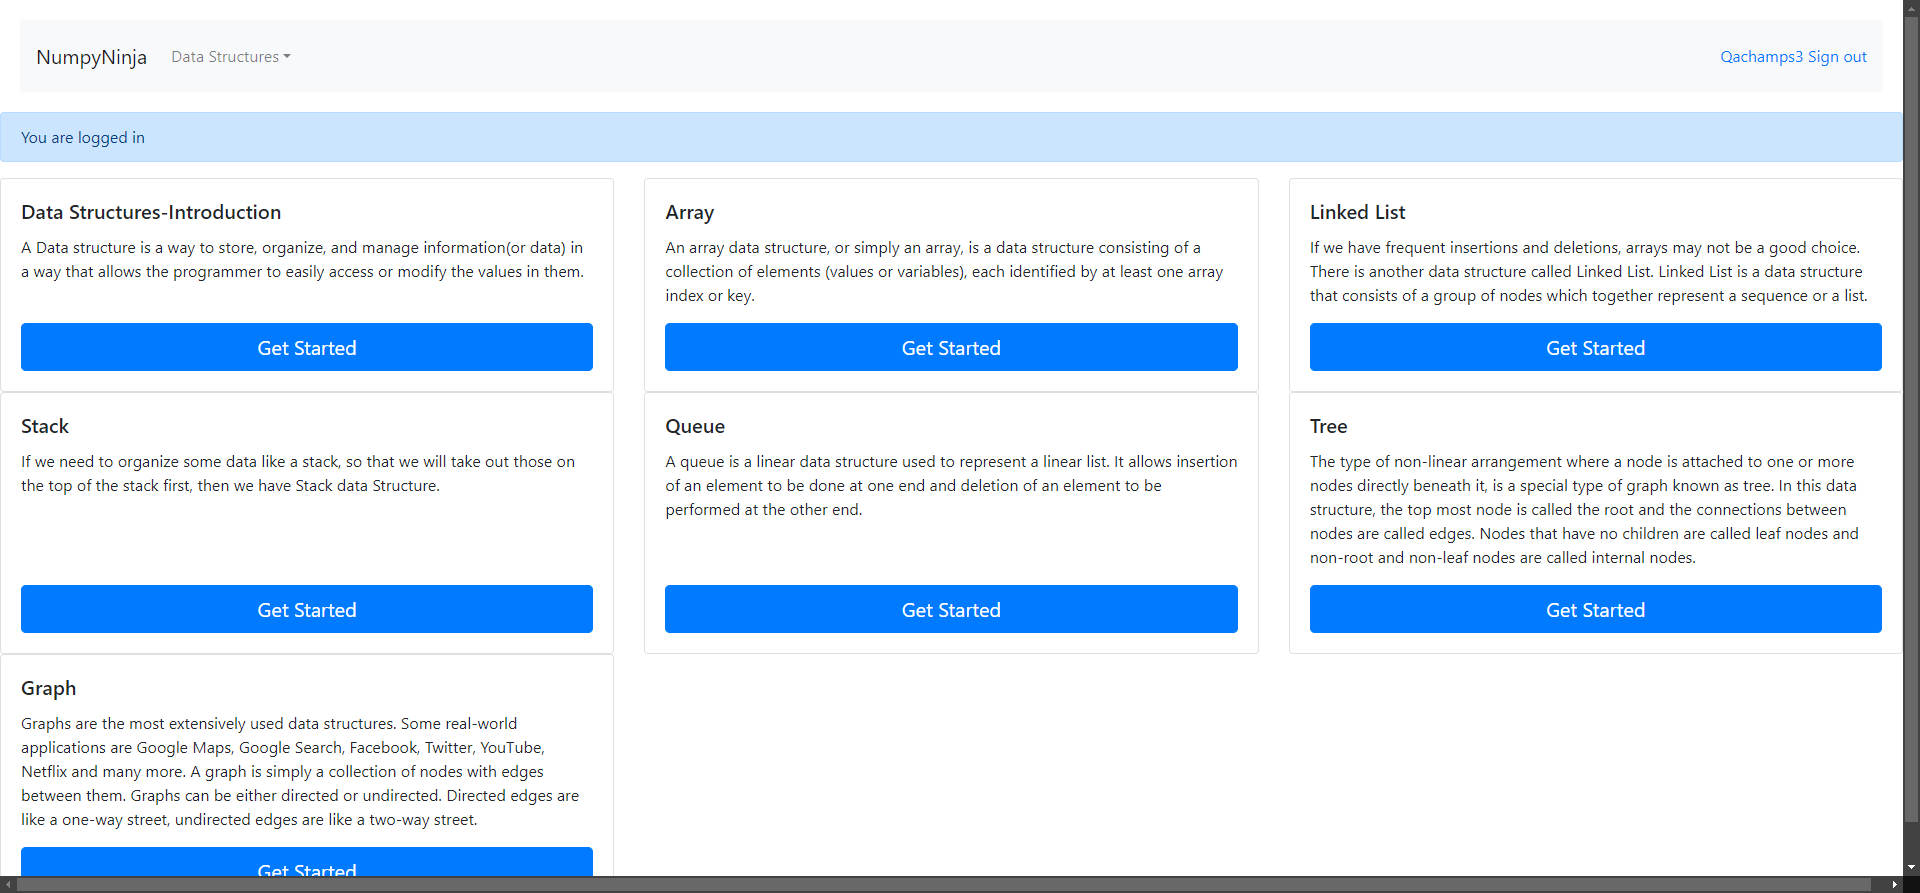 NumpyNinja Data Structures Qachamps3 Sign out
You are logged in
Data Structures-Introduction
A Data structure is a way to store, organize, and manage information(or data) in
a way that allows the programmer to easily access or modify the values in them.
Get Started
Array
An array data structure, or simply an array, is a data structure consisting of a
collection of elements (values or variables), each identified by at least one array
index or key.
Get Started
Linked List
If we have frequent insertions and deletions, arrays may not be a good choice.
There is another data structure called Linked List. Linked List is a data structure
that consists of a group of nodes which together represent a sequence or a list.
Get Started
Stack
If we need to organize some data like a stack, so that we will take out those on
the top of the stack first, then we have Stack data Structure.
Get Started
Queue
A queue is a linear data structure used to represent a linear list. It allows insertion
of an element to be done at one end and deletion of an element to be
performed at the other end.
Get Started
Tree
The type of non-linear arrangement where a node is attached to one or more
nodes directly beneath it, is a special type of graph known as tree. In this data
structure, the top most node is called the root and the connections between
nodes are called edges. Nodes that have no children are called leaf nodes and
non-root and non-leaf nodes are called internal nodes.
Get Started
Graph
Graphs are the most extensively used data structures. Some real-world
applications are Google Maps, Google Search, Facebook, Twitter, YouTube,
Netflix and many more. A graph is simply a collection of nodes with edges
between them. Graphs can be either directed or undirected. Directed edges are
like a one-way street, undirected edges are like a two-way street.
Get Started